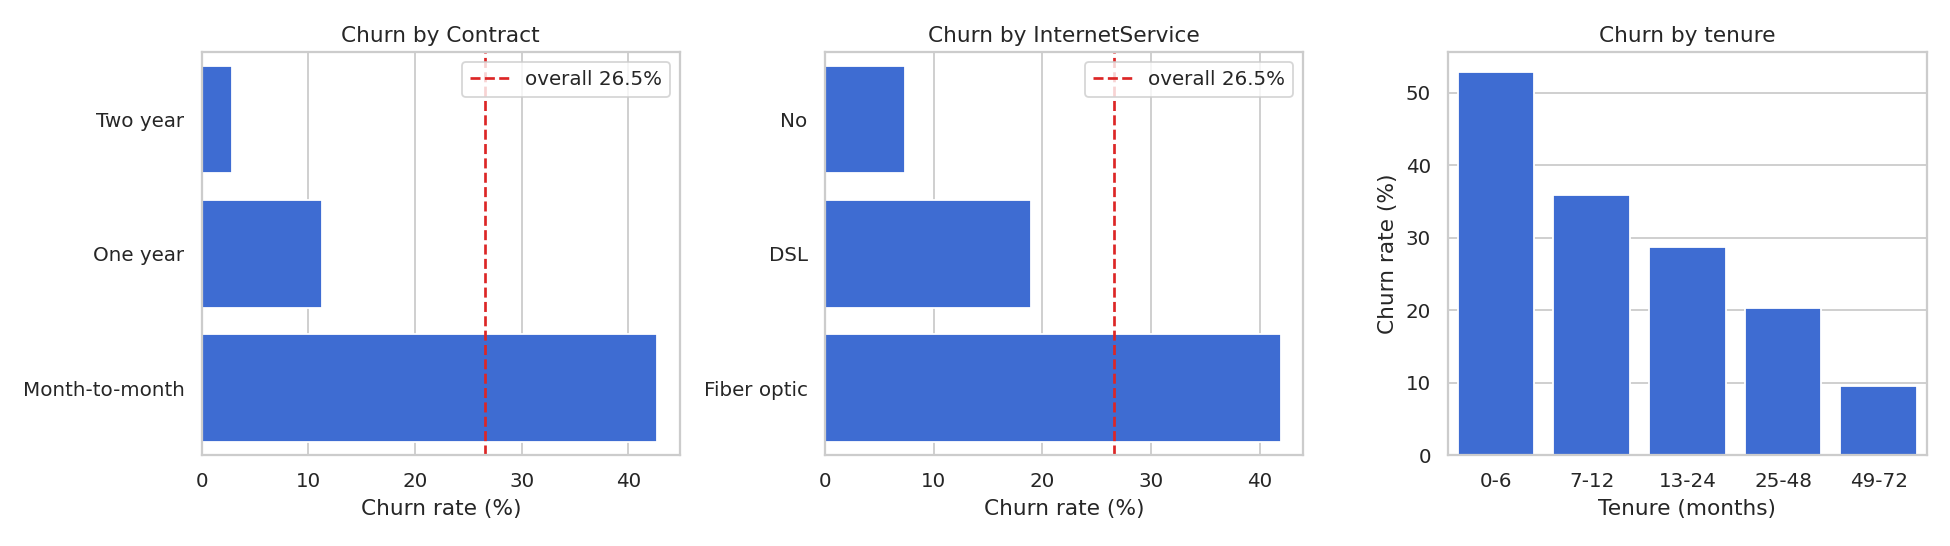 Churn by Contract
overall 26.5%
Two year
One year
Month-to-month
0 10 20 30 40
Churn rate (%)
Churn by InternetService
overall 26.5%
No
DSL
Fiber optic
0 10 20 30 40
Churn rate (%)
Churn by tenure
Churn rate (%)
50
40
30
20
10
0
0-6 7-12 13-24 25-48 49-72
Tenure (months)